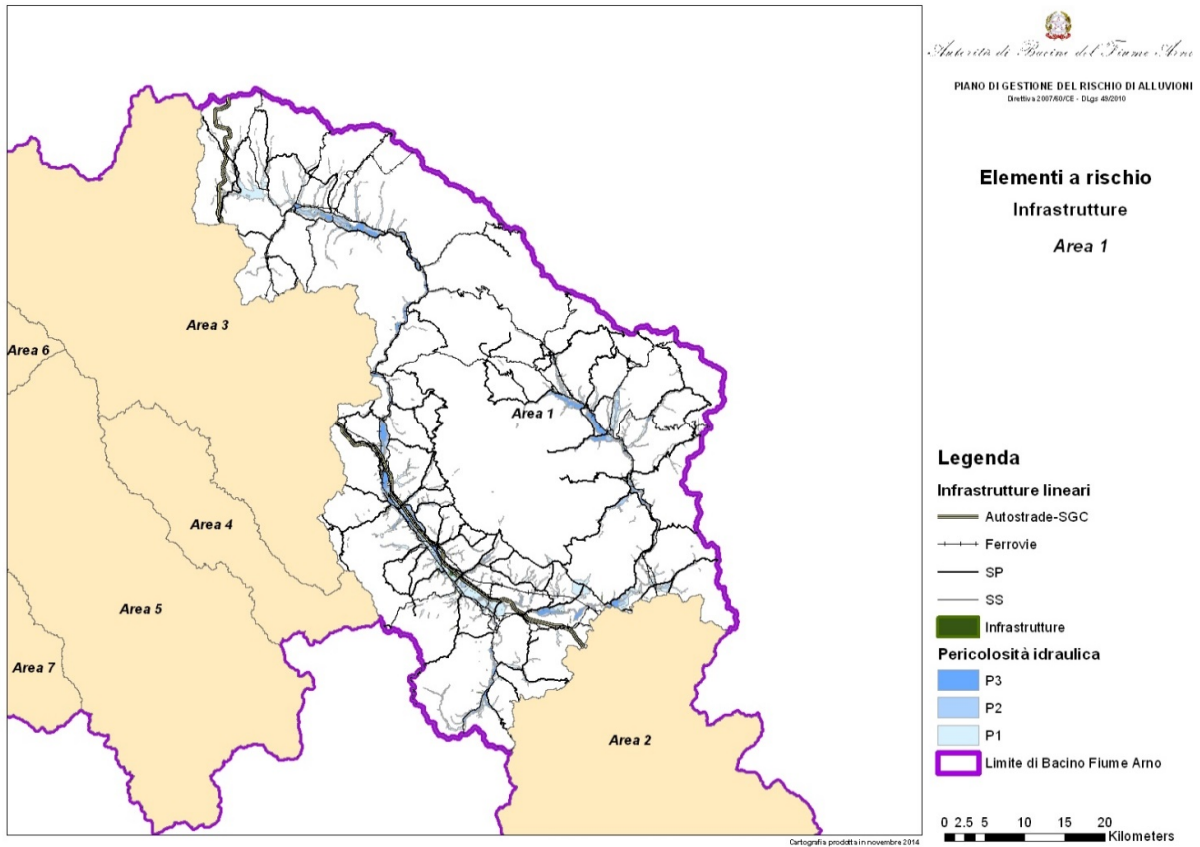 Autorità di Bacino del Fiume Arno
PIANO DI GESTIONE DEL RISCHIO DI ALLUVIONI
Direttiva 2007/60/CE - DLgs 49/2010
Elementi a rischio
Infrastrutture
Area 1
Area 3
Area 6
Area 1
Area 4
Area 5
Area 7
Area 2
Legenda
Infrastrutture lineari
Autostrade-SGC
Ferrovie
SP
SS
Infrastrutture
Pericolosità idraulica
P3
P2
P1
Limite di Bacino Fiume Arno
0 2.5 5 10 15 20
Kilometers
Cartografia prodotta in novembre 2014